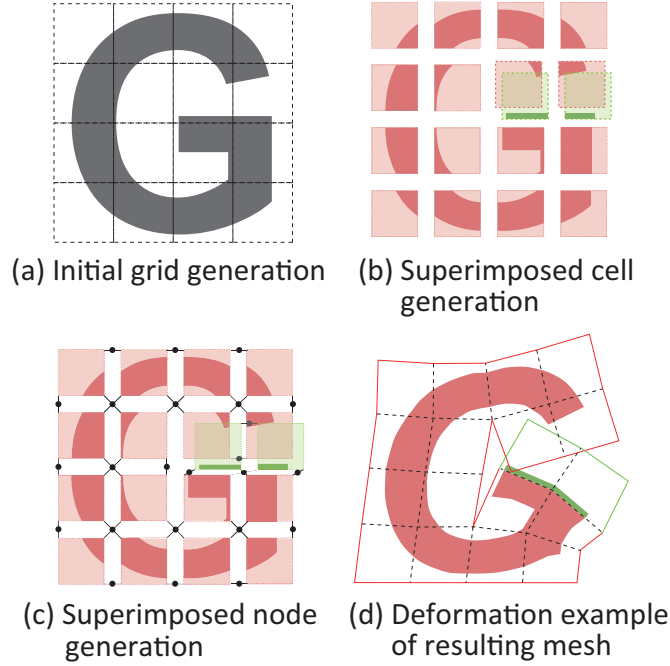 G
(a) Initial grid generation
(b) Superimposed cell
generation
(c) Superimposed node
generation
(d) Deformation example
of resulting mesh